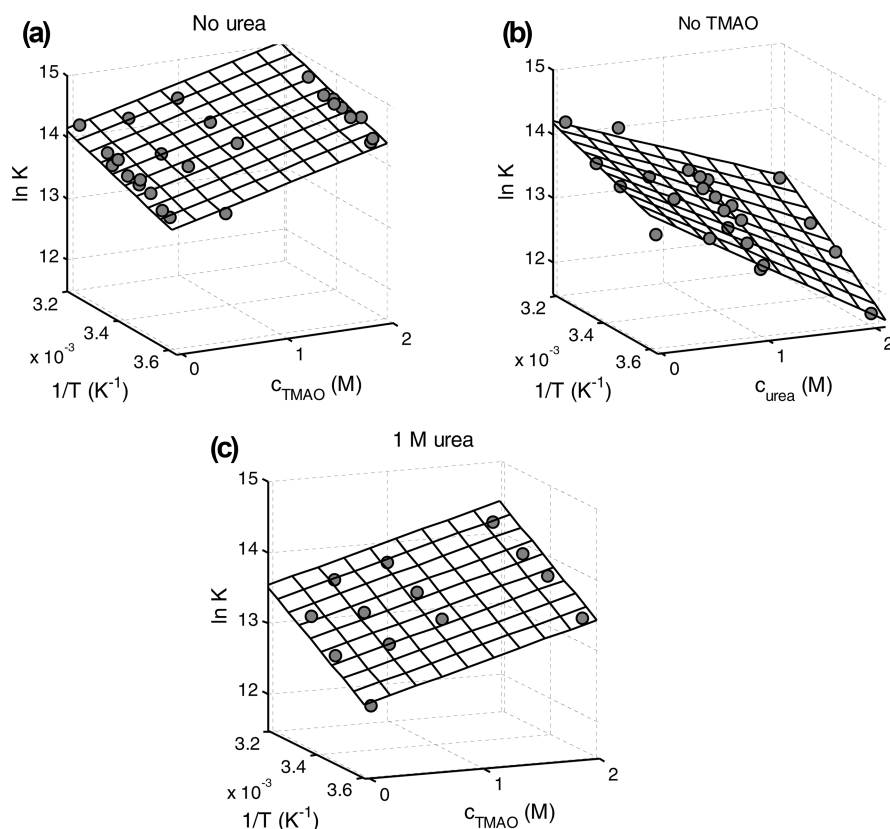 (a)
No urea
15
14
13
12
ln K
3.2
3.4
3.6
x 10⁻³
1/T (K⁻¹)
0
1
2
c_TMAO (M)
(b)
No TMAO
15
14
13
12
ln K
3.2
3.4
3.6
x 10⁻³
1/T (K⁻¹)
0
1
2
c_urea (M)
(c)
1 M urea
15
14
13
12
ln K
3.2
3.4
3.6
x 10⁻³
1/T (K⁻¹)
0
1
2
c_TMAO (M)